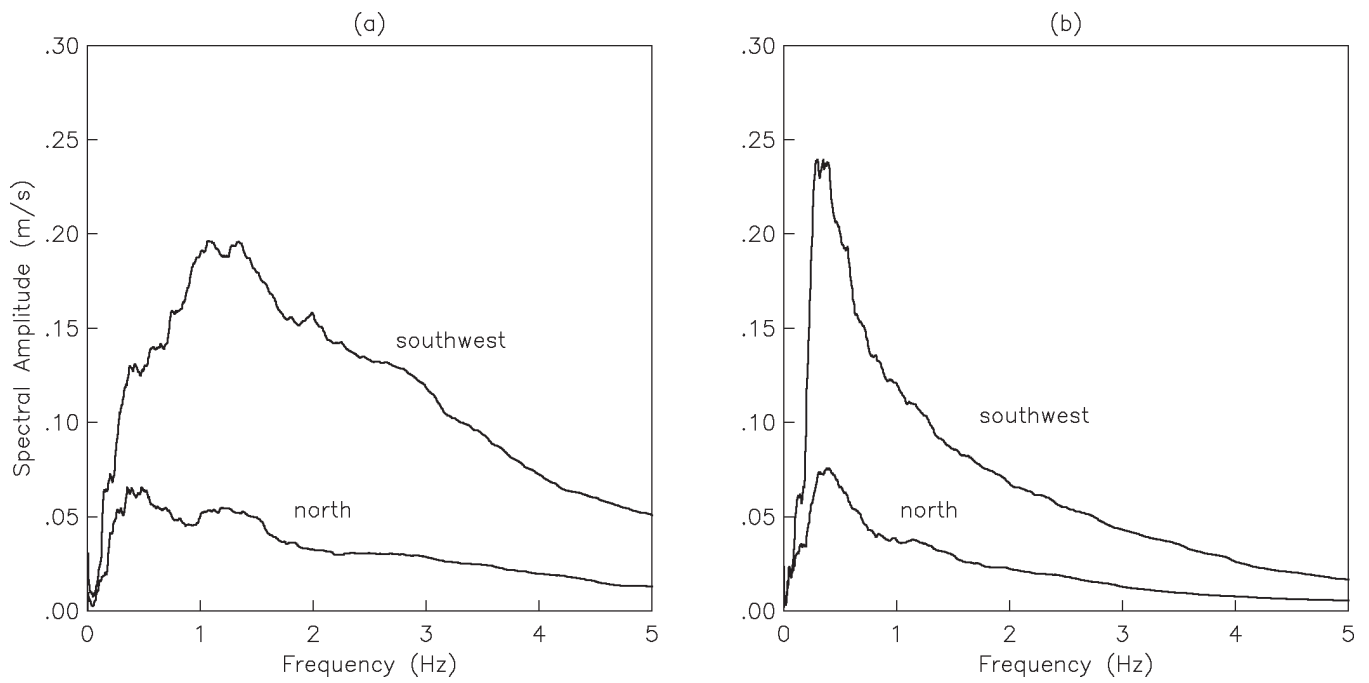 (a)
.30
.25
.20
.15
.10
.05
.00
Spectral Amplitude (m/s)
southwest
north
0 1 2 3 4 5
Frequency (Hz)
(b)
.30
.25
.20
.15
.10
.05
.00
southwest
north
0 1 2 3 4 5
Frequency (Hz)